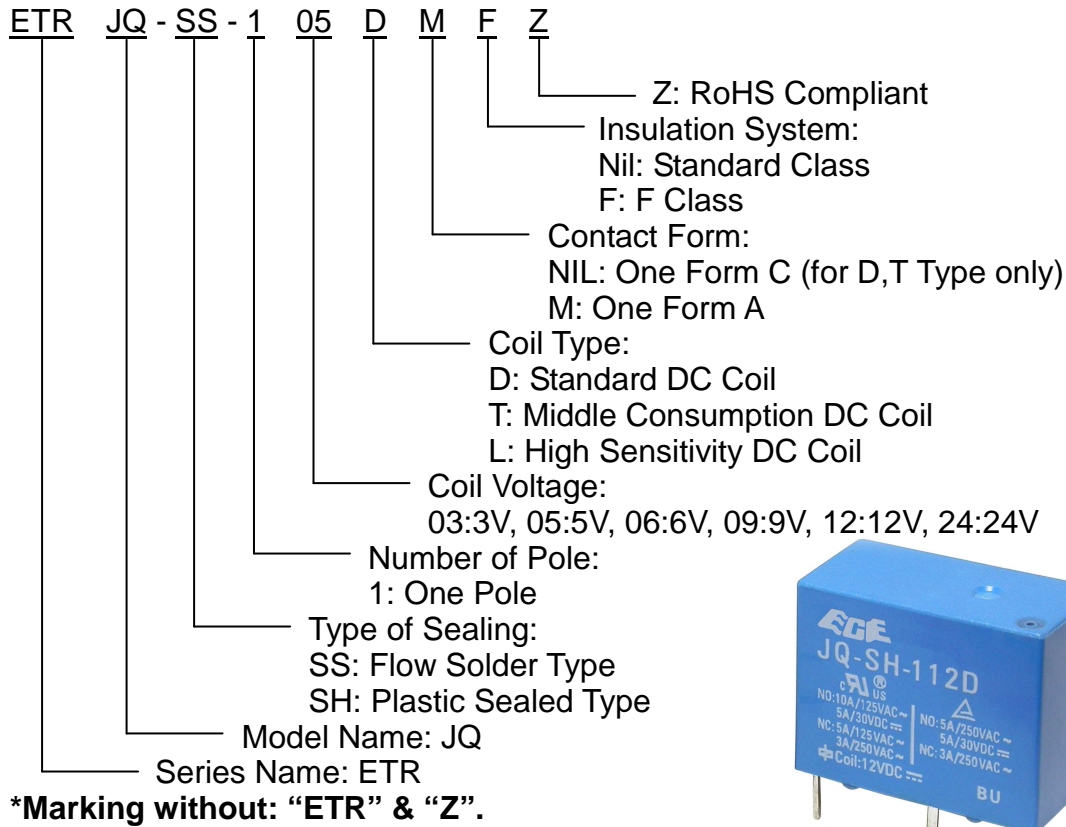 ETR JQ - SS - 1 05 D M F Z
Z: RoHS Compliant
Insulation System:
Nil: Standard Class
F: F Class
Contact Form:
NIL: One Form C (for D,T Type only)
M: One Form A
Coil Type:
D: Standard DC Coil
T: Middle Consumption DC Coil
L: High Sensitivity DC Coil
Coil Voltage:
03:3V, 05:5V, 06:6V, 09:9V, 12:12V, 24:24V
Number of Pole:
1: One Pole
Type of Sealing:
SS: Flow Solder Type
SH: Plastic Sealed Type
Model Name: JQ
Series Name: ETR
*Marking without: “ETR” & “Z”.
ECE
JQ-SH-112D
c RU ® US
NO:10A/125VAC~
5A/30VDC⎓
NC:5A/125VAC~
3A/250VAC~
NO:5A/250VAC~
5A/30VDC⎓
NC:3A/250VAC~
Coil:12VDC⎓
BU